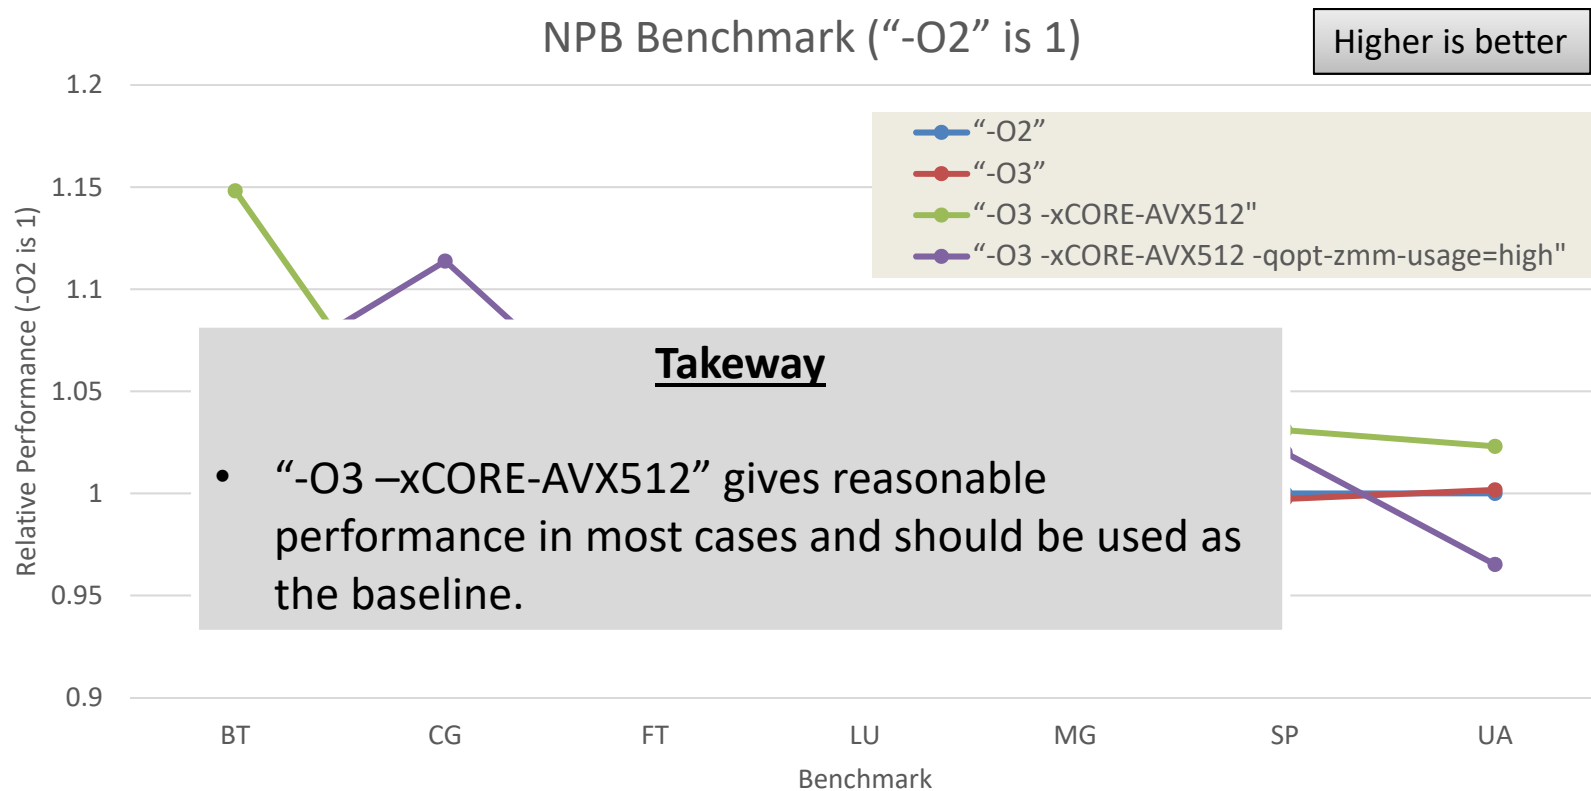 NPB Benchmark (“-O2” is 1)
Higher is better
1.2
1.15
1.1
1.05
1
0.95
0.9
Relative Performance (-O2 is 1)
“-O2”
“-O3”
“-O3 -xCORE-AVX512"
“-O3 -xCORE-AVX512 -qopt-zmm-usage=high"
Takeway
• “-O3 –xCORE-AVX512” gives reasonable
performance in most cases and should be used as
the baseline.
BT CG FT LU MG SP UA
Benchmark